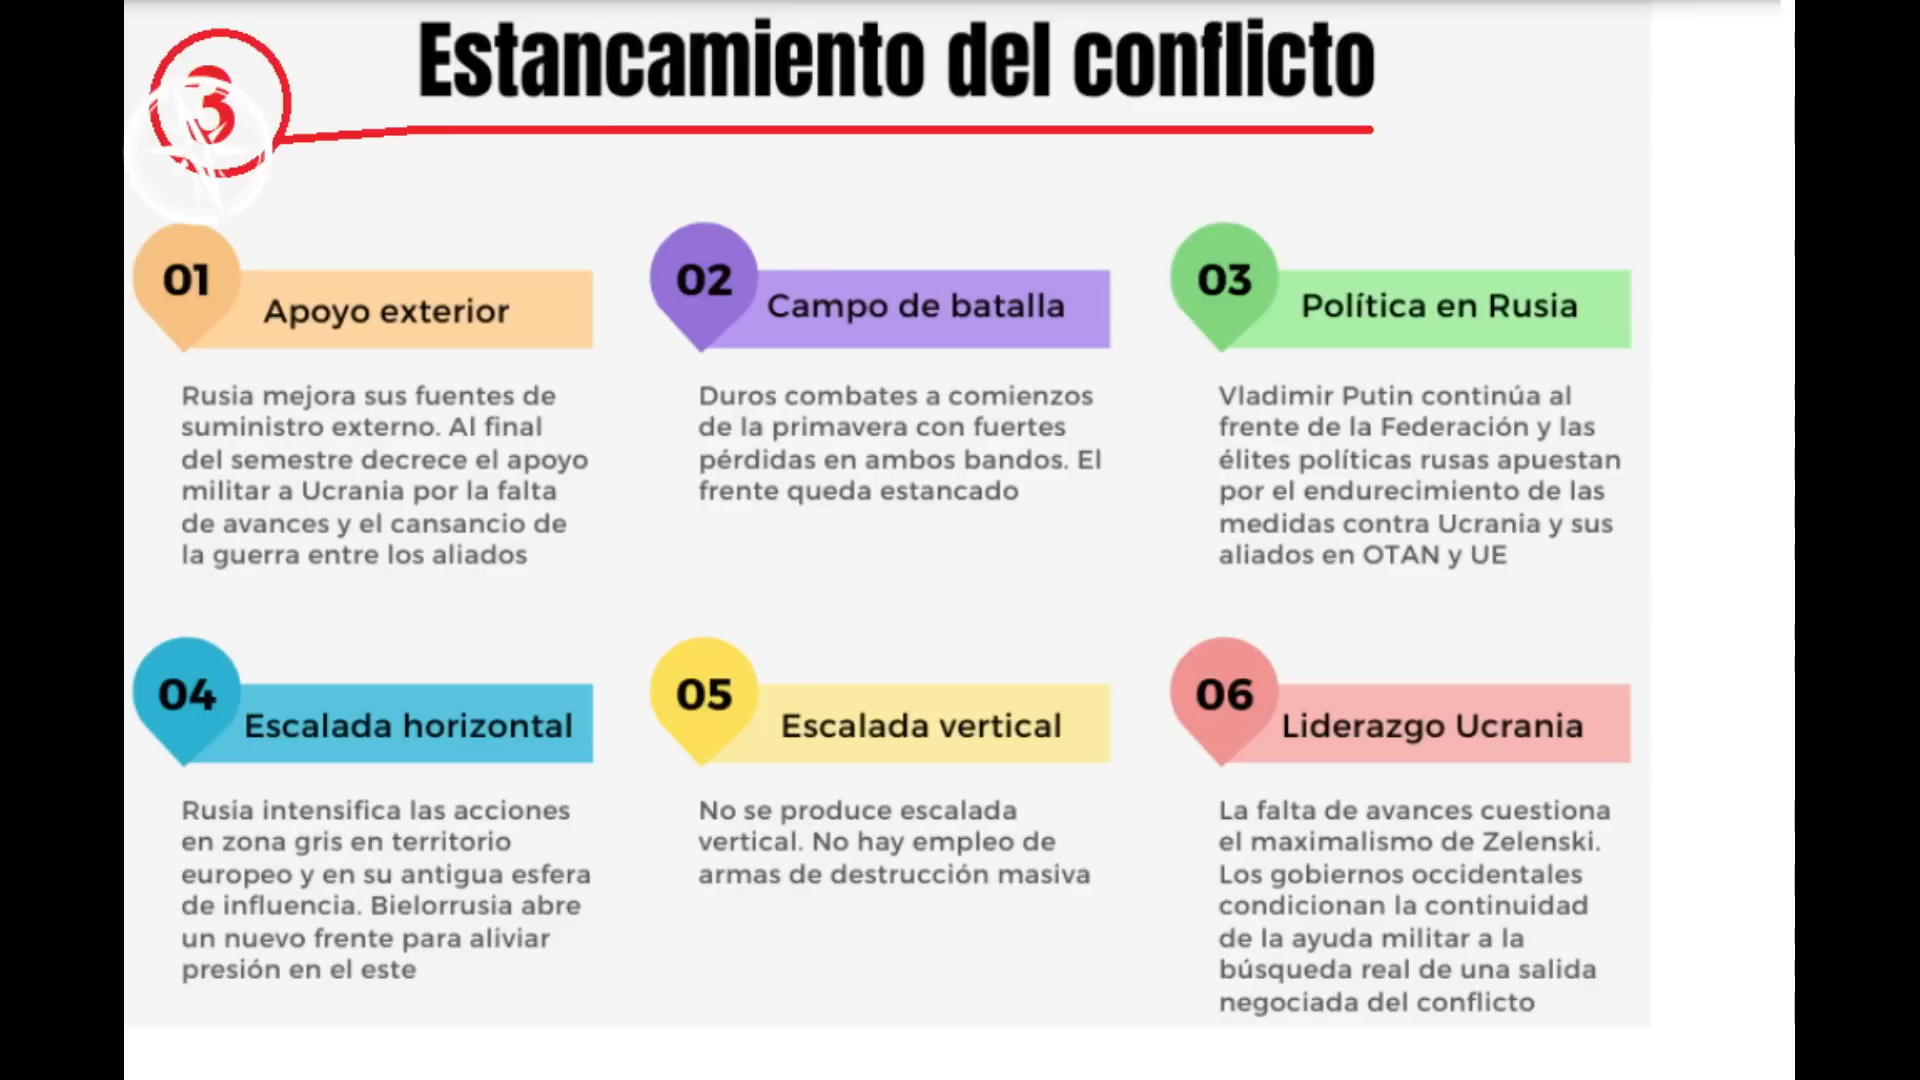 3
Estancamiento del conflicto
01
Apoyo exterior
Rusia mejora sus fuentes de
suministro externo. Al final
del semestre decrece el apoyo
militar a Ucrania por la falta
de avances y el cansancio de
la guerra entre los aliados
02
Campo de batalla
Duros combates a comienzos
de la primavera con fuertes
pérdidas en ambos bandos. El
frente queda estancado
03
Política en Rusia
Vladimir Putin continúa al
frente de la Federación y las
élites políticas rusas apuestan
por el endurecimiento de las
medidas contra Ucrania y sus
aliados en OTAN y UE
04
Escalada horizontal
Rusia intensifica las acciones
en zona gris en territorio
europeo y en su antigua esfera
de influencia. Bielorrusia abre
un nuevo frente para aliviar
presión en el este
05
Escalada vertical
No se produce escalada
vertical. No hay empleo de
armas de destrucción masiva
06
Liderazgo Ucrania
La falta de avances cuestiona
el maximalismo de Zelenski.
Los gobiernos occidentales
condicionan la continuidad
de la ayuda militar a la
búsqueda real de una salida
negociada del conflicto